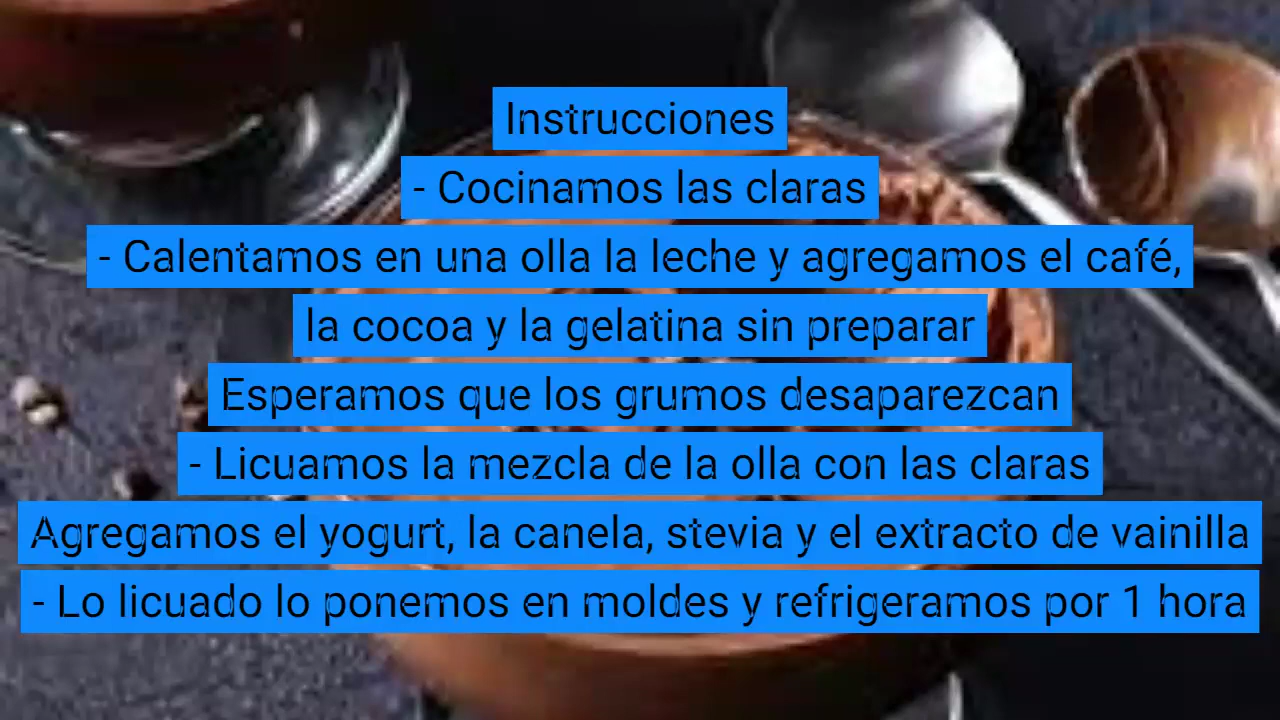 Instrucciones
- Cocinamos las claras
- Calentamos en una olla la leche y agregamos el café,
la cocoa y la gelatina sin preparar
Esperamos que los grumos desaparezcan
- Licuamos la mezcla de la olla con las claras
Agregamos el yogurt, la canela, stevia y el extracto de vainilla
- Lo licuado lo ponemos en moldes y refrigeramos por 1 hora